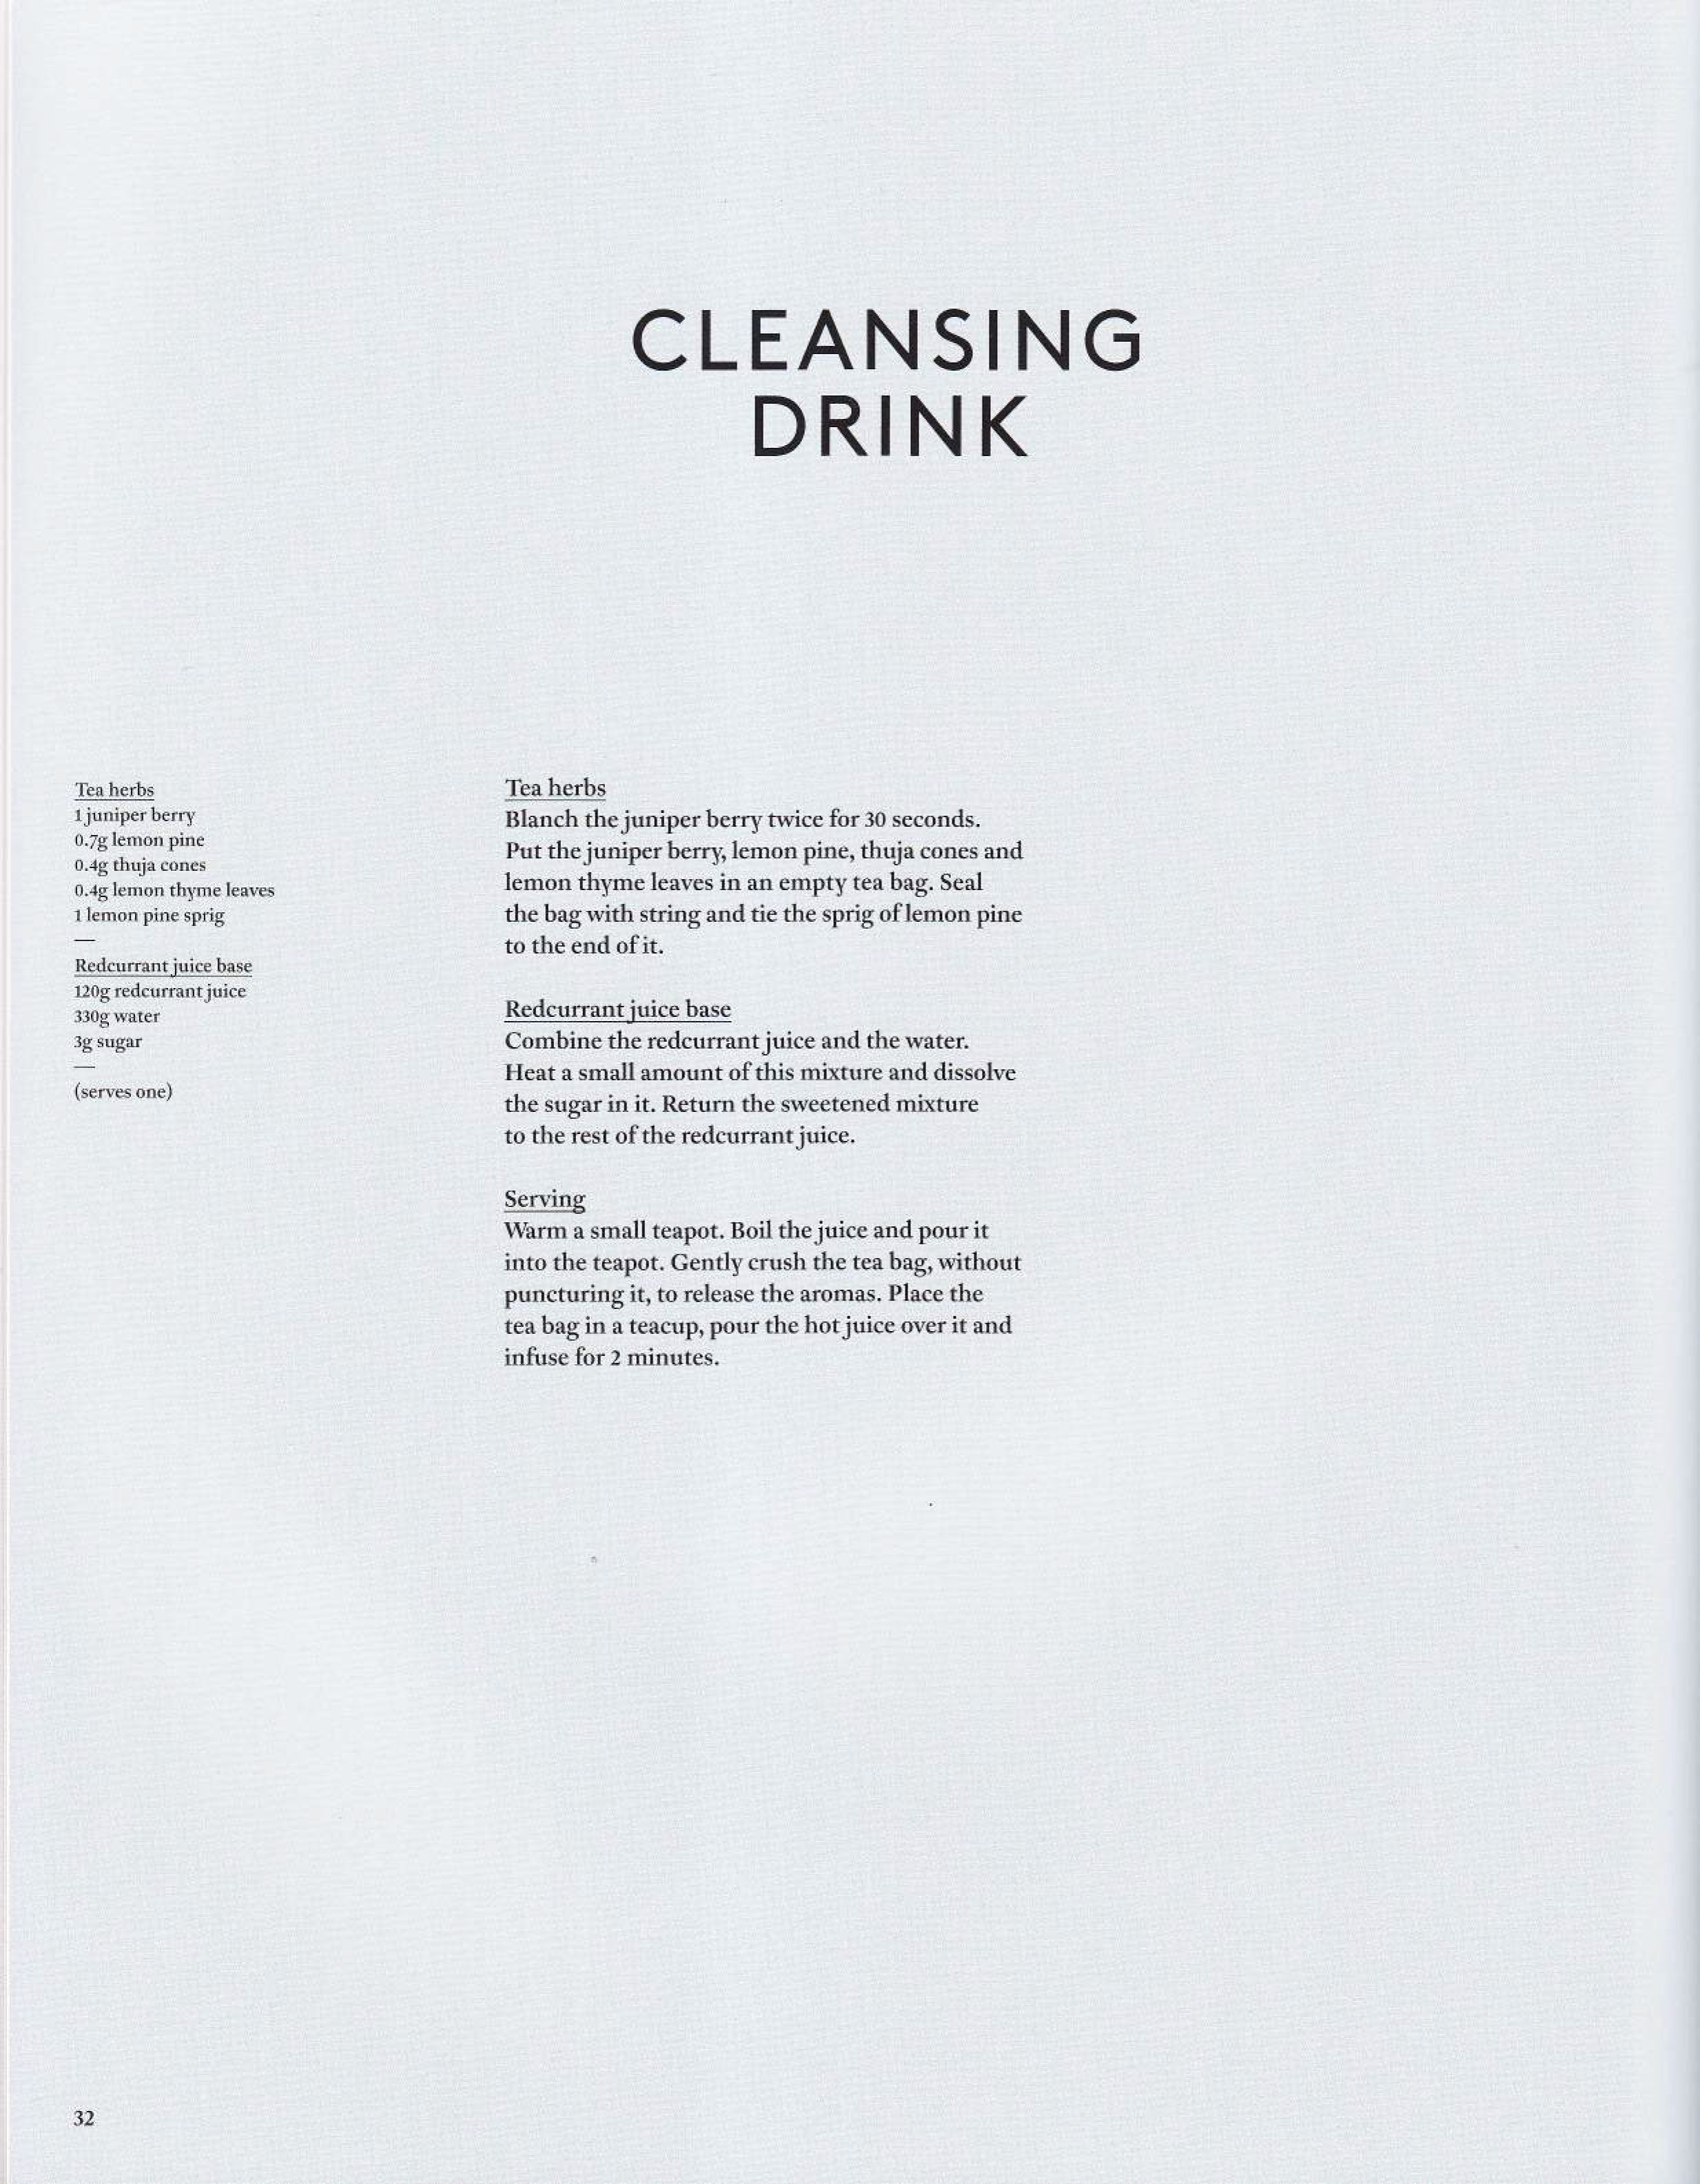 CLEANSING
DRINK
Tea herbs
1 juniper berry
0.7g lemon pine
0.4g thuja cones
0.4g lemon thyme leaves
1 lemon pine sprig
—
Redcurrant juice base
120g redcurrant juice
330g water
3g sugar
—
(serves one)
Tea herbs
Blanch the juniper berry twice for 30 seconds.
Put the juniper berry, lemon pine, thuja cones and
lemon thyme leaves in an empty tea bag. Seal
the bag with string and tie the sprig of lemon pine
to the end of it.
Redcurrant juice base
Combine the redcurrant juice and the water.
Heat a small amount of this mixture and dissolve
the sugar in it. Return the sweetened mixture
to the rest of the redcurrant juice.
Serving
Warm a small teapot. Boil the juice and pour it
into the teapot. Gently crush the tea bag, without
puncturing it, to release the aromas. Place the
tea bag in a teacup, pour the hot juice over it and
infuse for 2 minutes.
32